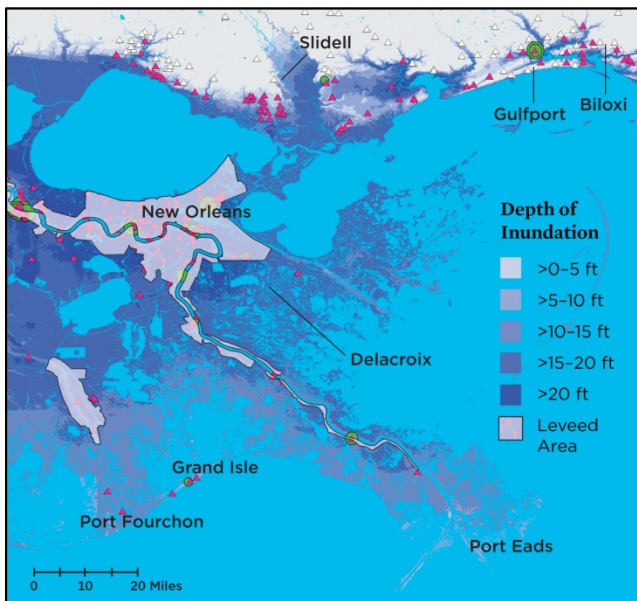 Slidell
Gulfport
Biloxi
New Orleans
Depth of
Inundation
>0–5 ft
>5–10 ft
>10–15 ft
>15–20 ft
>20 ft
Leveed
Area
Delacroix
Grand Isle
Port Fourchon
Port Eads
0 10 20 Miles